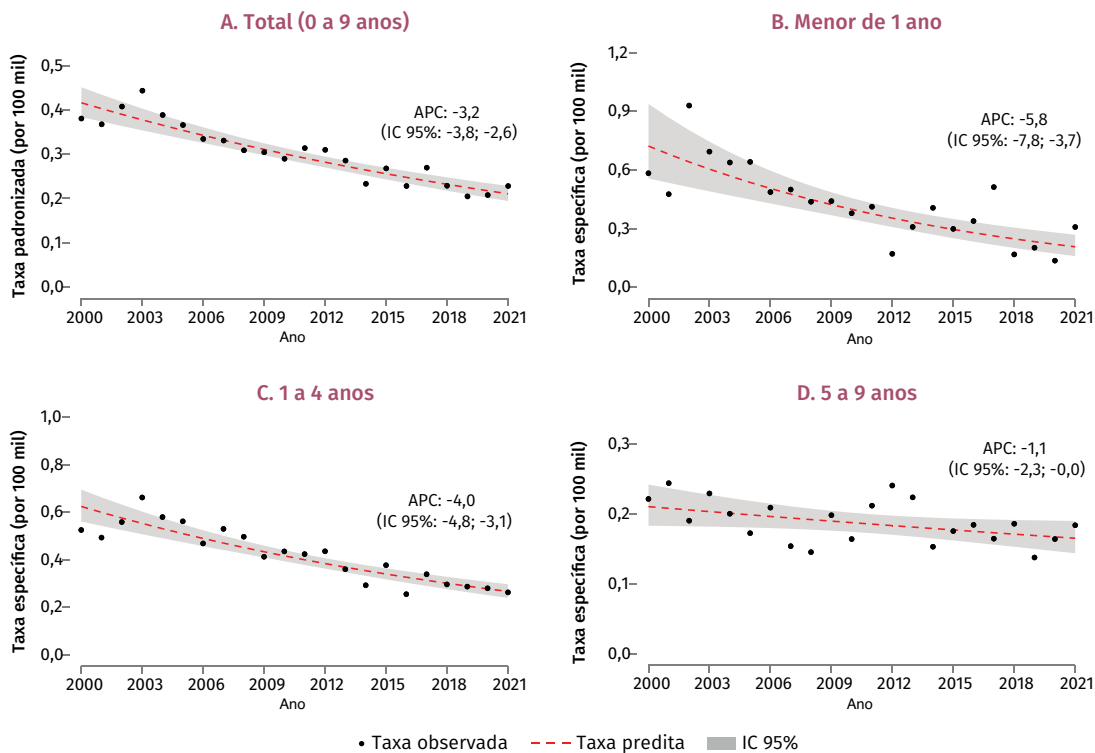 A. Total (0 a 9 anos)
Taxa padronizada (por 100 mil)
0,5
0,4
0,3
0,2
0,1
0,0
APC: -3,2
(IC 95%: -3,8; -2,6)
2000 2003 2006 2009 2012 2015 2018 2021
Ano
B. Menor de 1 ano
Taxa específica (por 100 mil)
1,2
0,9
0,6
0,3
0,0
APC: -5,8
(IC 95%: -7,8; -3,7)
2000 2003 2006 2009 2012 2015 2018 2021
Ano
C. 1 a 4 anos
Taxa específica (por 100 mil)
1,0
0,8
0,6
0,4
0,2
0,0
APC: -4,0
(IC 95%: -4,8; -3,1)
2000 2003 2006 2009 2012 2015 2018 2021
Ano
D. 5 a 9 anos
Taxa específica (por 100 mil)
0,3
0,2
0,1
0,0
APC: -1,1
(IC 95%: -2,3; -0,0)
2000 2003 2006 2009 2012 2015 2018 2021
Ano
Taxa observada Taxa predita IC 95%